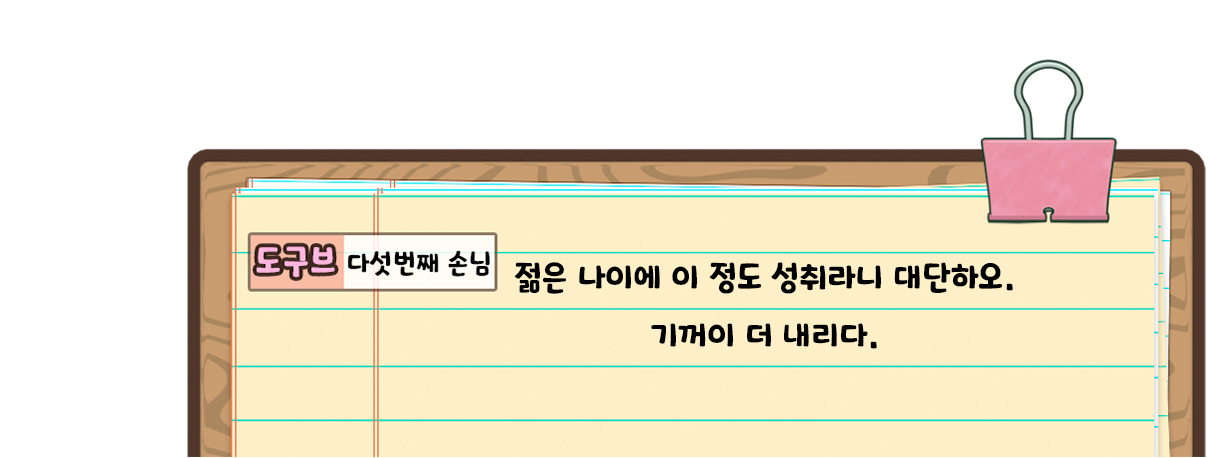 도구브 다섯번째 손님
젊은 나이에 이 정도 성취라니 대단하오.
기꺼이 더 내리다.